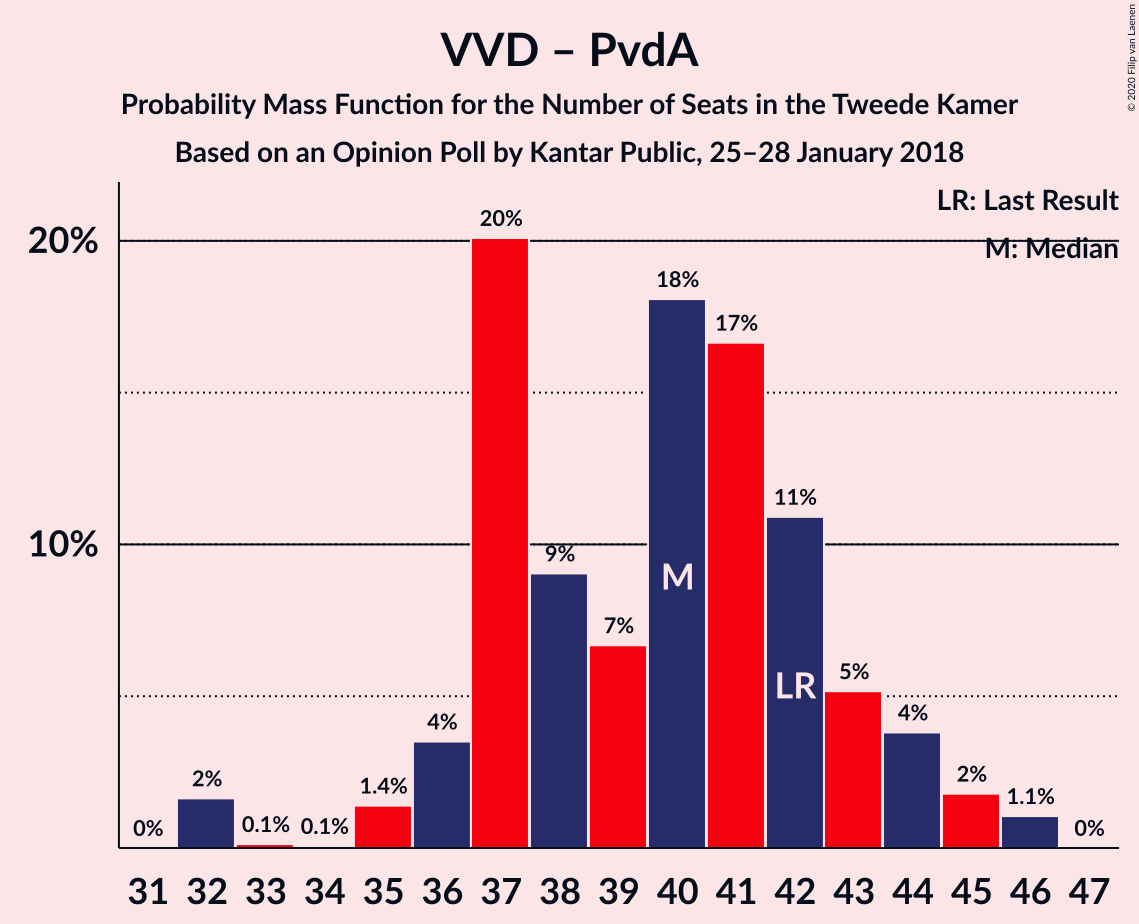 VVD – PvdA
Probability Mass Function for the Number of Seats in the Tweede Kamer
Based on an Opinion Poll by Kantar Public, 25–28 January 2018
© 2020 Filip van Laenen
LR: Last Result
M: Median
20%
10%
0%
2%
0.1%
0.1%
1.4%
4%
20%
9%
7%
18%
17%
11%
5%
4%
2%
1.1%
0%
M
LR
31 32 33 34 35 36 37 38 39 40 41 42 43 44 45 46 47